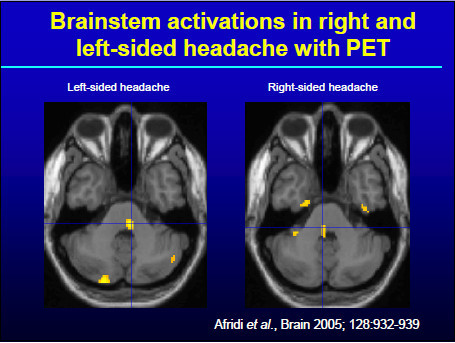 Brainstem activations in right and
left-sided headache with PET
Left-sided headache
Right-sided headache
Afridi et al., Brain 2005; 128:932-939